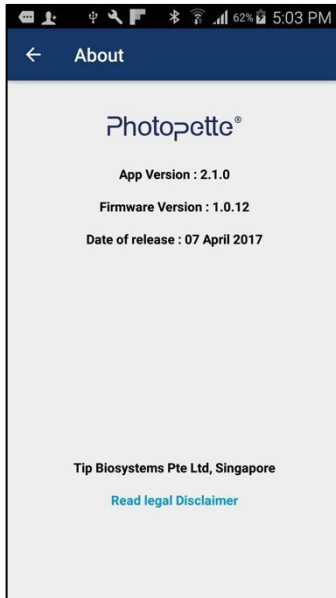 62% 5:03 PM
About
Photopette®
App Version : 2.1.0
Firmware Version : 1.0.12
Date of release : 07 April 2017
Tip Biosystems Pte Ltd, Singapore
Read legal Disclaimer